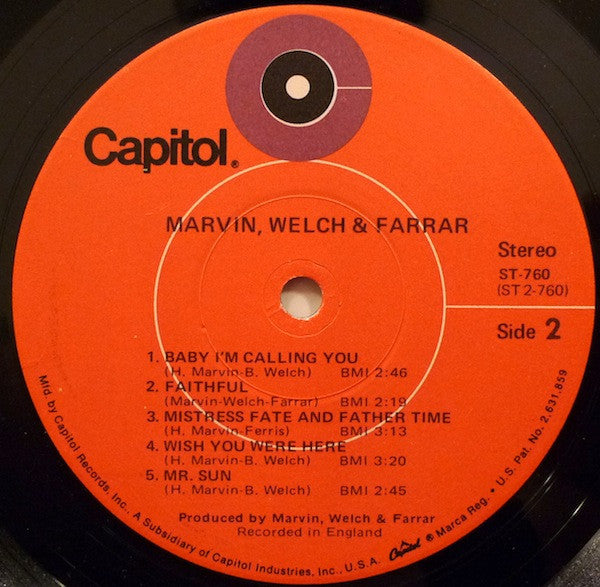 Capitol®
MARVIN, WELCH & FARRAR
Stereo
ST-760
(ST 2-760)
Side 2
1. BABY I'M CALLING YOU
(H. Marvin-B. Welch) BMI 2:46
2. FAITHFUL
(Marvin-Welch-Farrar) BMI 2:19
3. MISTRESS FATE AND FATHER TIME
(H. Marvin-Ferris) BMI 3:13
4. WISH YOU WERE HERE
(H. Marvin-B. Welch) BMI 3:20
5. MR. SUN
(H. Marvin-B. Welch) BMI 2:45
Produced by Marvin, Welch & Farrar
Recorded in England
Mfd. by Capitol Records, Inc., A Subsidiary of Capitol Industries, Inc., U.S.A. Capitol ® Marca Reg. • U.S. Pat. No. 2,631,859